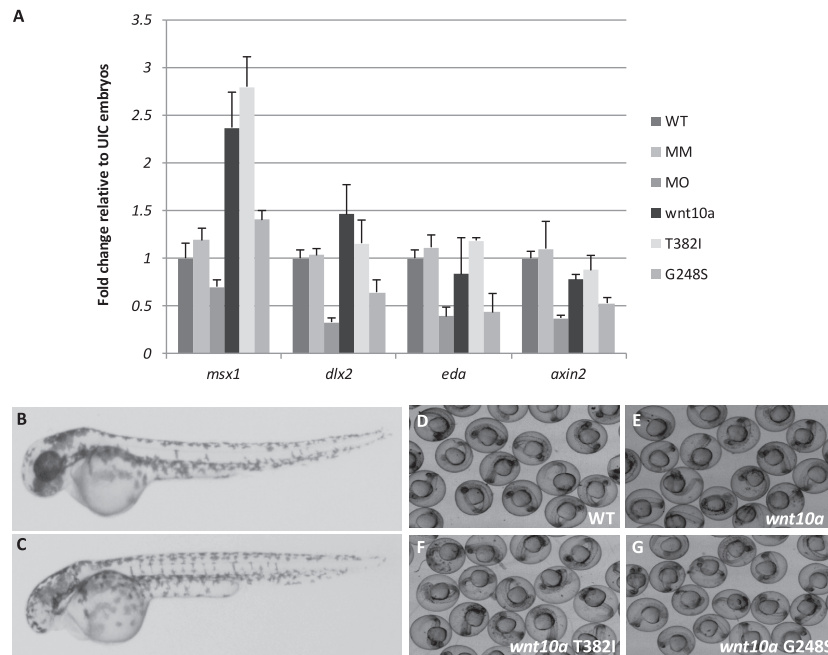 A
Fold change relative to UIC embryos
3.5
3
2.5
2
1.5
1
0.5
0
msx1
dlx2
eda
axin2
WT
MM
MO
wnt10a
T382I
G248S
B
C
D
WT
E
wnt10a
F
wnt10a T382I
G
wnt10a G248S